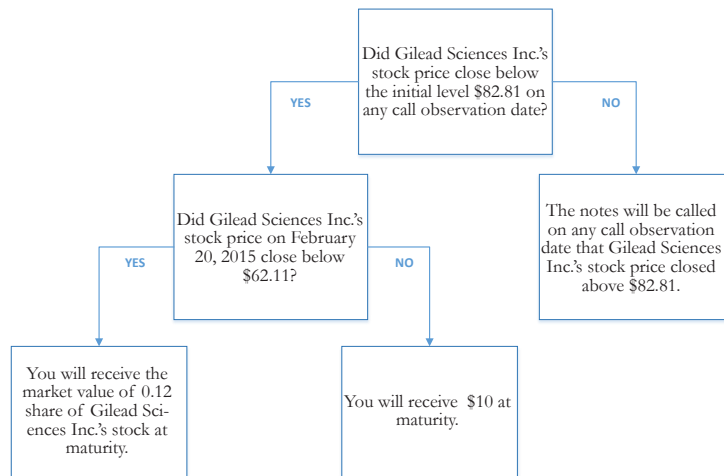 Did Gilead Sciences Inc.'s
stock price close below
the initial level $82.81 on
any call observation date?
YES
NO
Did Gilead Sciences Inc.'s
stock price on February
20, 2015 close below
$62.11?
The notes will be called
on any call observation
date that Gilead Sciences
Inc.'s stock price closed
above $82.81.
YES
NO
You will receive the
market value of 0.12
share of Gilead Sci-
ences Inc.'s stock at
maturity.
You will receive $10 at
maturity.